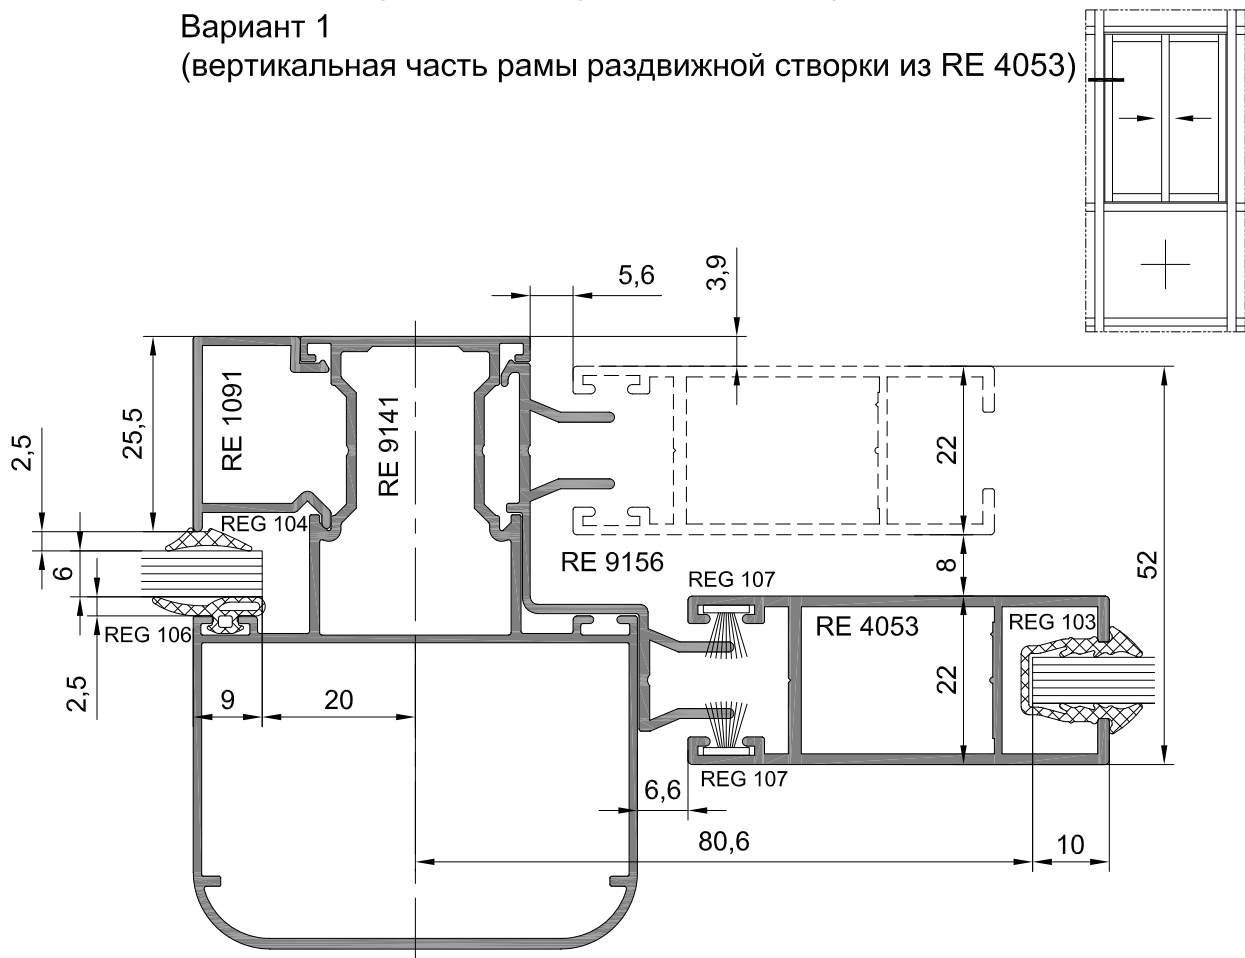 Вариант 1
(вертикальная часть рамы раздвижной створки из RE 4053)
5,6
3,9
2,5
25,5
RE 1091
RE 9141
22
REG 104
6
RE 9156
8
52
REG 107
REG 106
RE 4053
REG 103
2,5
9
20
22
REG 107
6,6
80,6
10